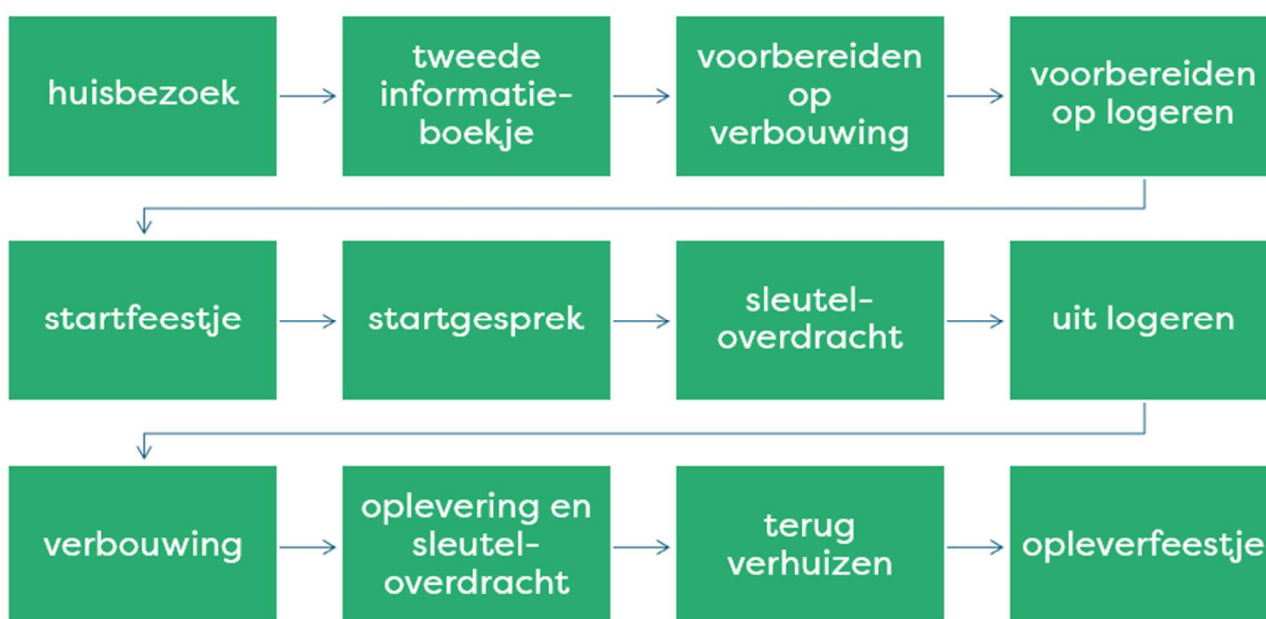 huisbezoek
tweede
informatie-
boekje
voorbereiden
op
verbouwing
voorbereiden
op logeren
startfeestje
startgesprek
sleutel-
overdracht
uit logeren
verbouwing
oplevering en
sleutel-
overdracht
terug
verhuizen
opleverfeestje